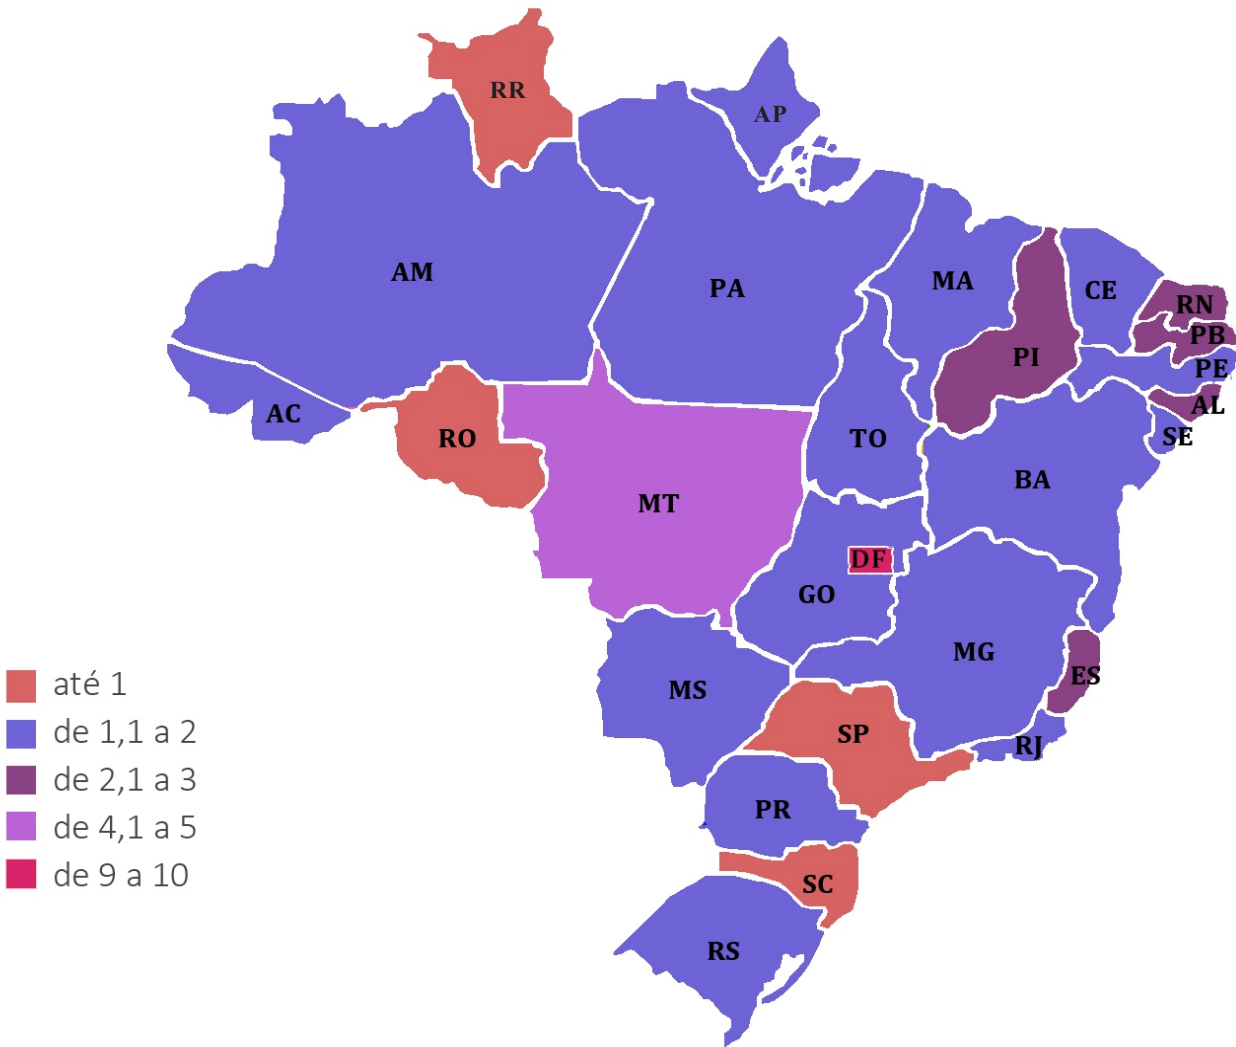 RR
AP
AM
PA
MA
CE
RN
PB
PI
PE
AL
AC
RO
TO
SE
BA
MT
DF
GO
MG
ES
MS
SP
RJ
PR
SC
RS
até 1
de 1,1 a 2
de 2,1 a 3
de 4,1 a 5
de 9 a 10